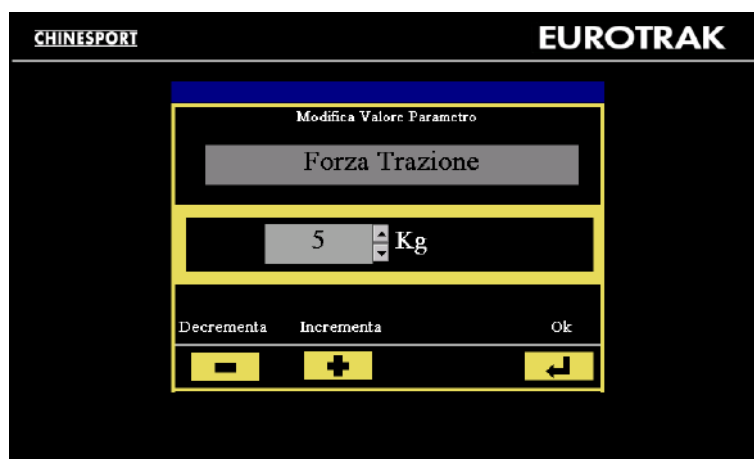 CHINESPORT EUROTRAK
Modifica Valore Parametro
Forza Trazione
5 Kg
Decrementa Incrementa Ok